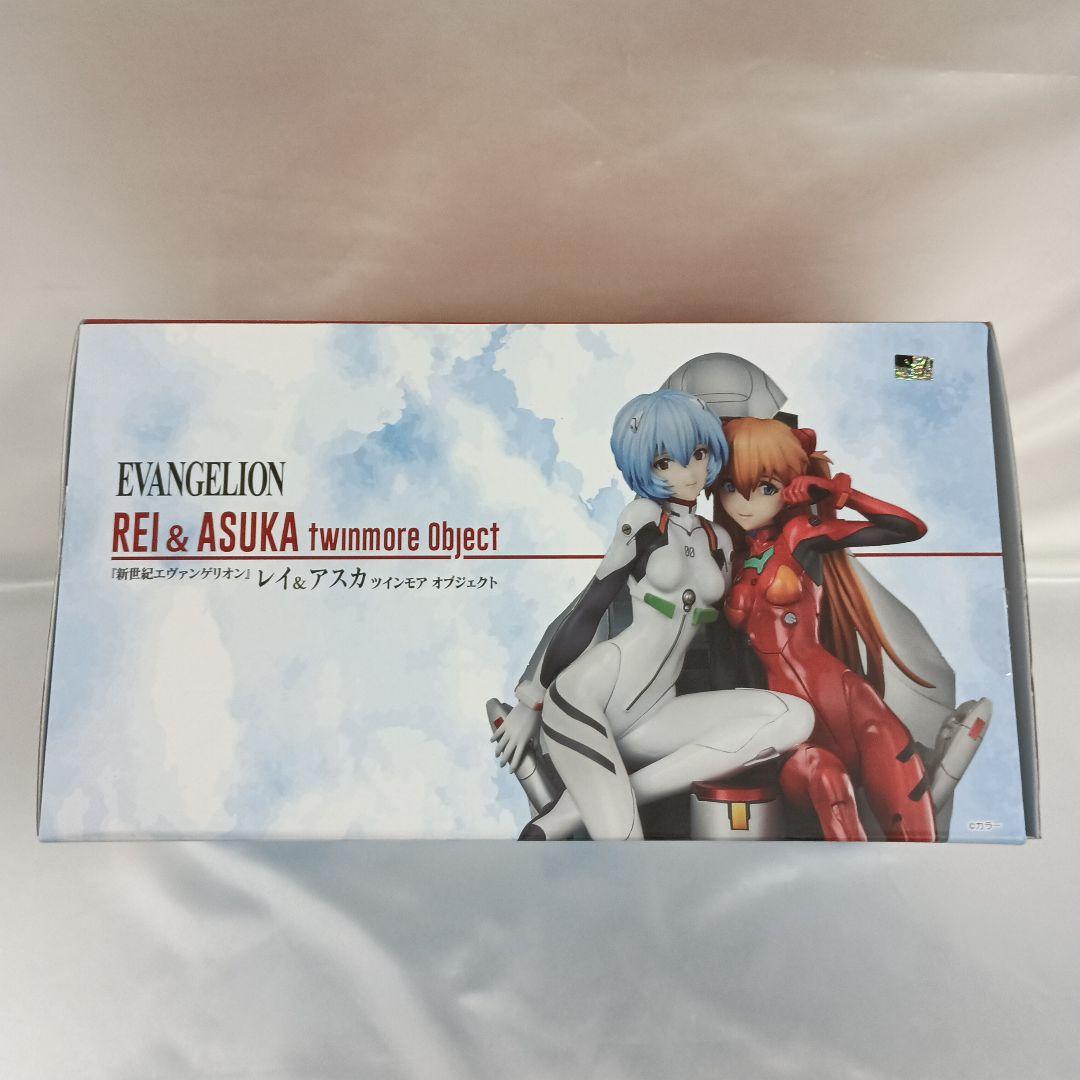 EVANGELION
REI & ASUKA twinmore Object
『新世紀エヴァンゲリオン』 レイ&アスカ ツインモア オブジェクト
00
©カラー